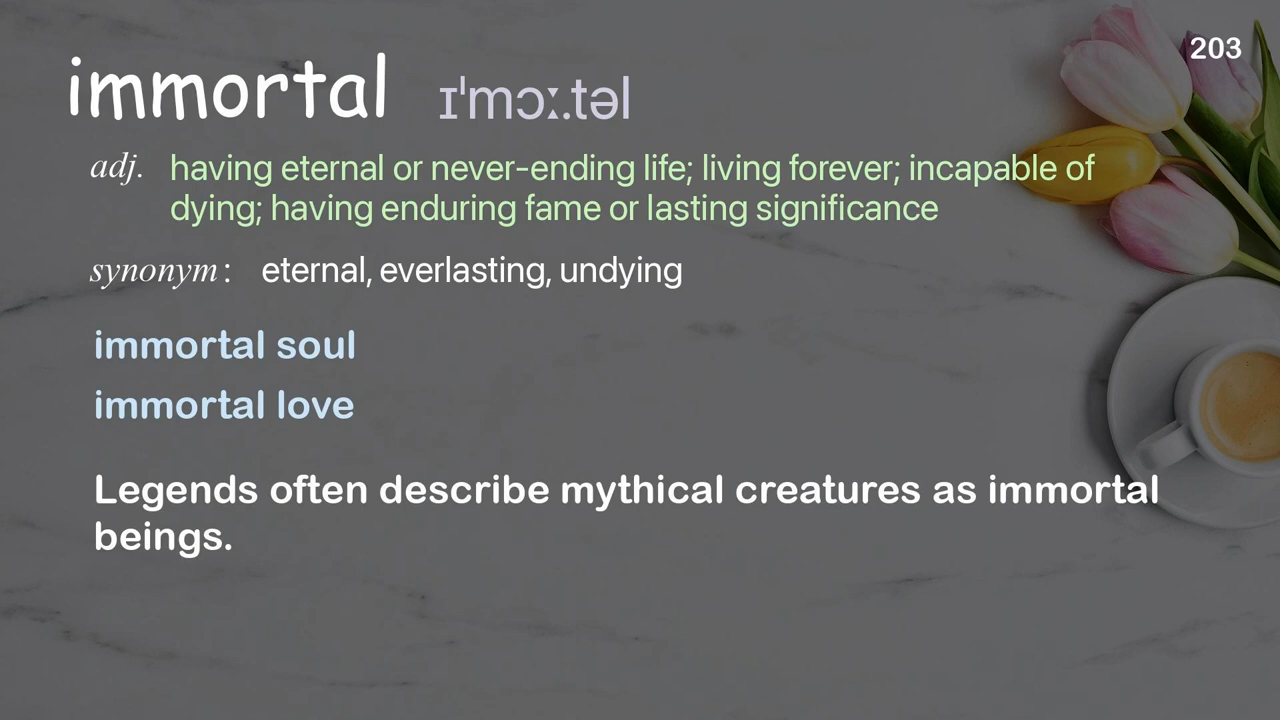 203
immortal ɪˈmɔː.təl
adj. having eternal or never-ending life; living forever; incapable of
dying; having enduring fame or lasting significance
synonym: eternal, everlasting, undying
immortal soul
immortal love
Legends often describe mythical creatures as immortal
beings.